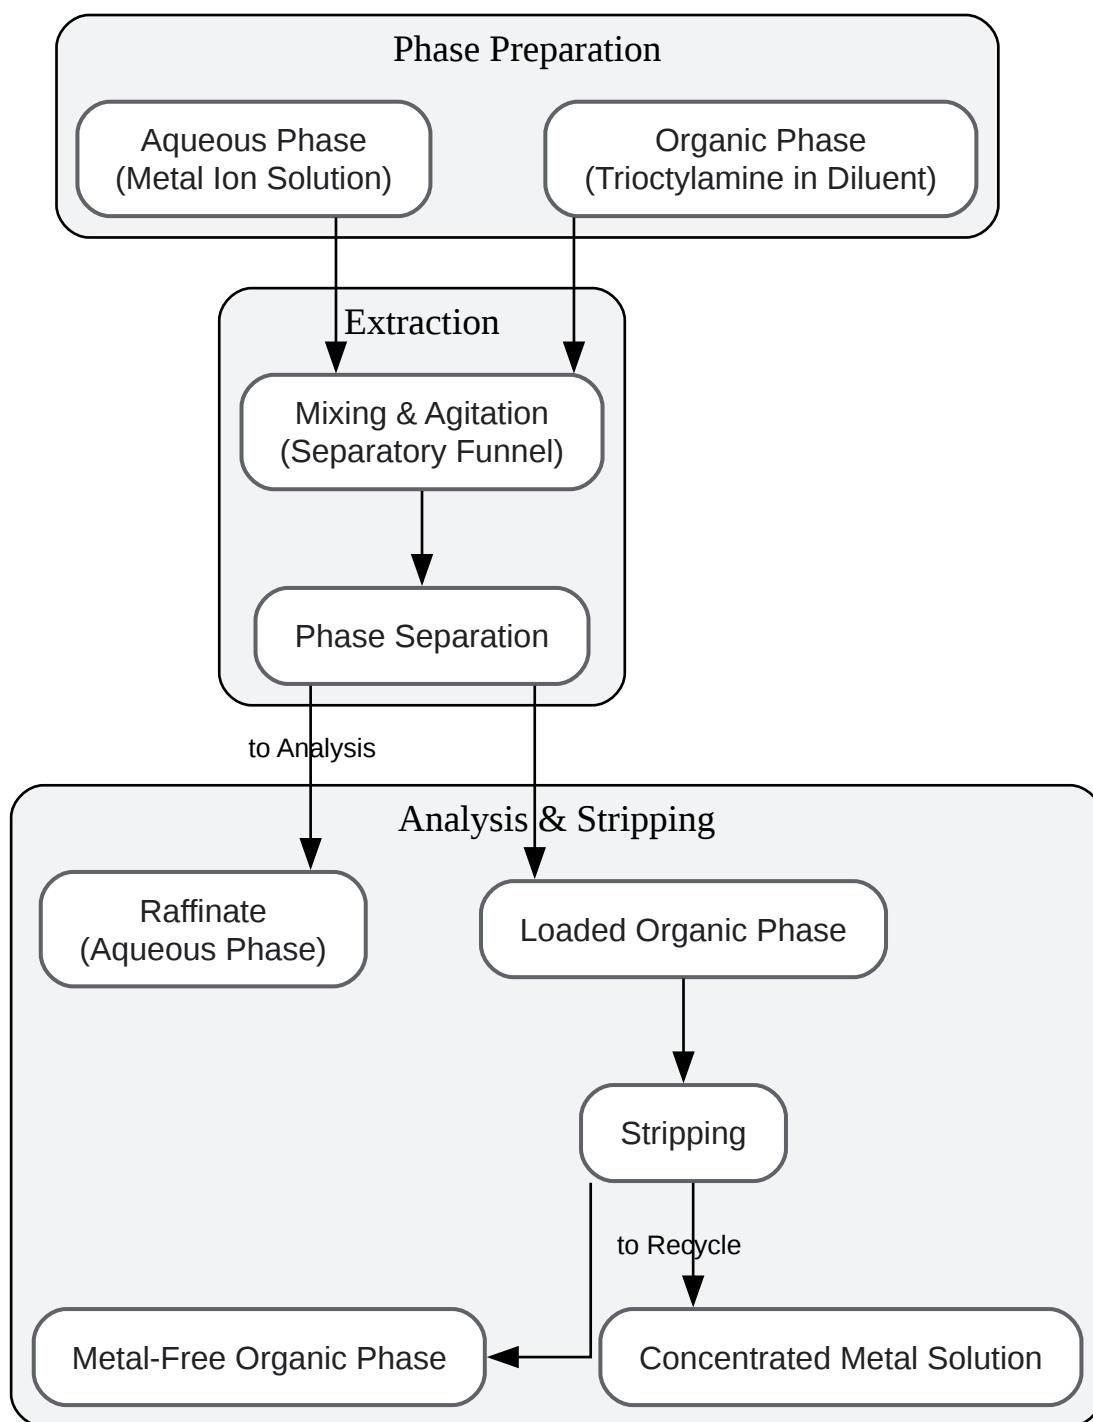 Phase Preparation
Aqueous Phase
(Metal Ion Solution)
Organic Phase
(Trioctylamine in Diluent)
Extraction
Mixing & Agitation
(Separatory Funnel)
Phase Separation
to Analysis
Analysis & Stripping
Raffinate
(Aqueous Phase)
Loaded Organic Phase
Stripping
to Recycle
Metal-Free Organic Phase
Concentrated Metal Solution